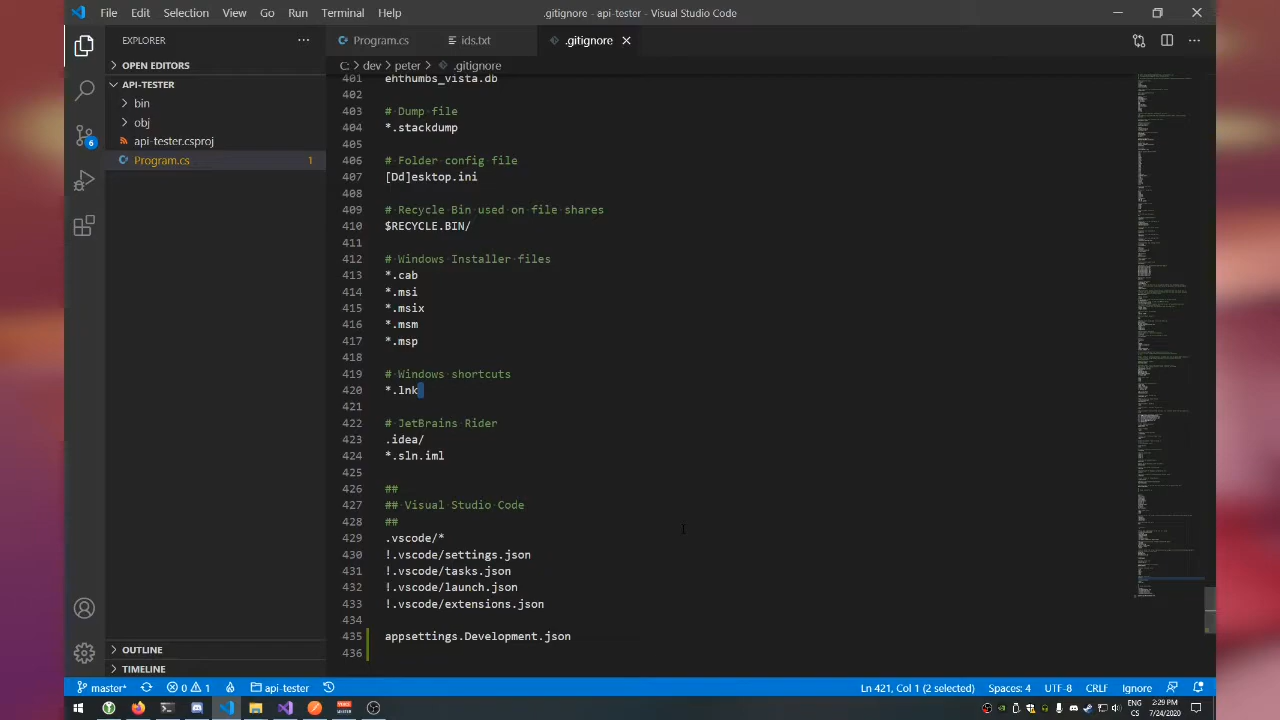 File Edit Selection View Go Run Terminal Help
.gitignore - api-tester - Visual Studio Code
EXPLORER
OPEN EDITORS
API-TESTER
bin
obj
api-tester.csproj
Program.cs 1
OUTLINE
TIMELINE
6
Program.cs
ids.txt
.gitignore
C: > dev > peter > .gitignore
401 ehthumbs_vista.db
402
403 # Dump file
404 *.stackdump
405
406 # Folder config file
407 [Dd]esktop.ini
408
409 # Recycle Bin used on file shares
410 $RECYCLE.BIN/
411
412 # Windows Installer files
413 *.cab
414 *.msi
415 *.msix
416 *.msm
417 *.msp
418
419 # Windows shortcuts
420 *.lnk
421
422 # JetBrains Rider
423 .idea/
424 *.sln.iml
425
426 ##
427 ## Visual Studio Code
428 ##
429 .vscode/*
430 !.vscode/settings.json
431 !.vscode/tasks.json
432 !.vscode/launch.json
433 !.vscode/extensions.json
434
435 appsettings.Development.json
436
master* 0 1 api-tester
Ln 421, Col 1 (2 selected) Spaces: 4 UTF-8 CRLF Ignore
ENG 2:29 PM
CS 7/24/2020